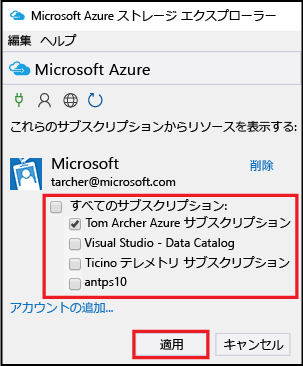 Microsoft Azure ストレージ エクスプローラー
編集 ヘルプ
Microsoft Azure
これらのサブスクリプションからリソースを表示する:
Microsoft 削除
tarcher@microsoft.com
すべてのサブスクリプション:
Tom Archer Azure サブスクリプション
Visual Studio - Data Catalog
Ticino テレメトリ サブスクリプション
antps10
アカウントの追加...
適用 キャンセル